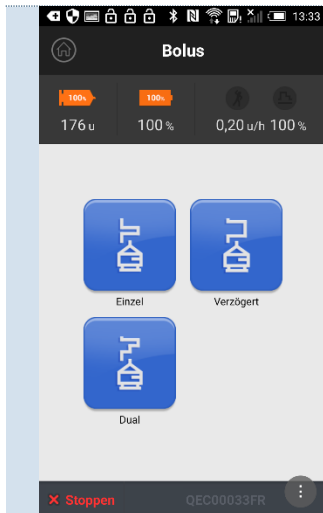 13:33
Bolus
100% 100%
176 u 100 % 0,20 u/h 100 %
Einzel Verzögert
Dual
Stoppen QEC00033FR